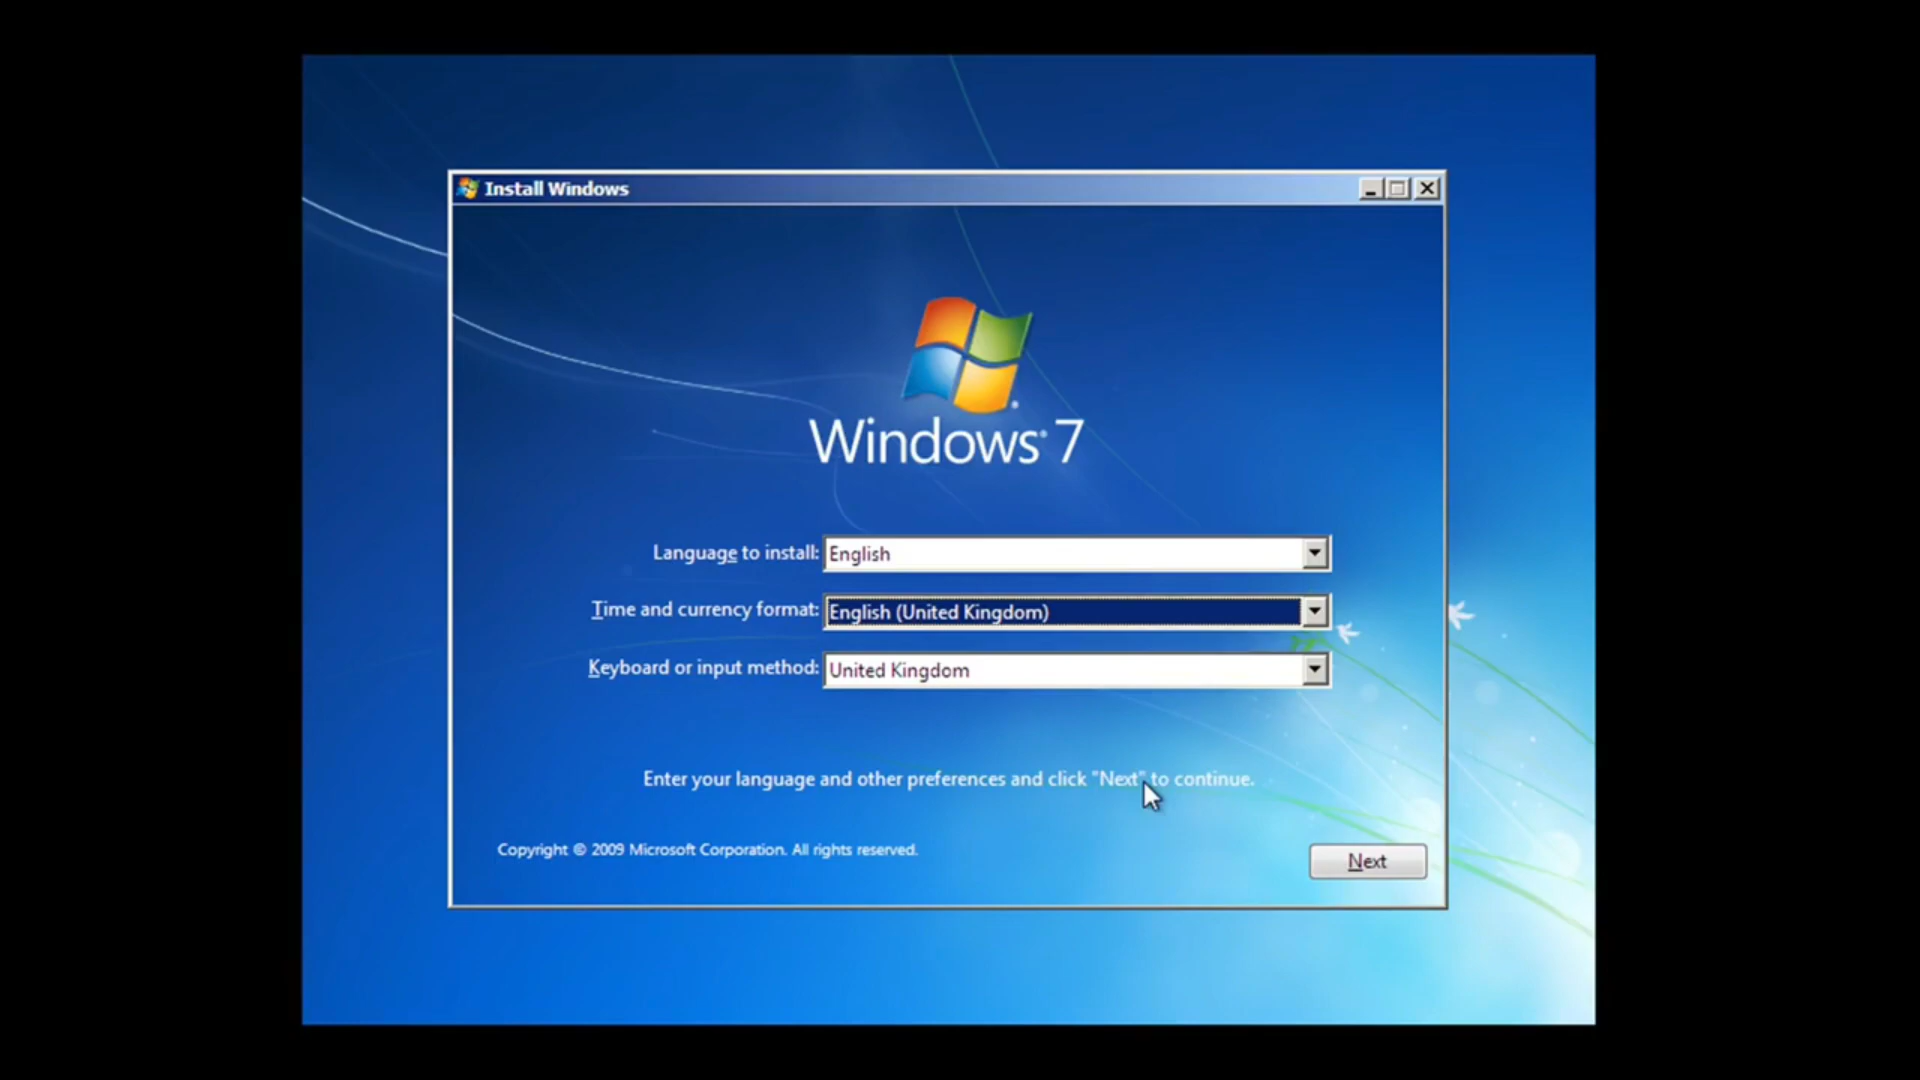 Install Windows
Windows® 7
Language to install: English
Time and currency format: English (United Kingdom)
Keyboard or input method: United Kingdom
Enter your language and other preferences and click "Next" to continue.
Copyright © 2009 Microsoft Corporation. All rights reserved.
Next